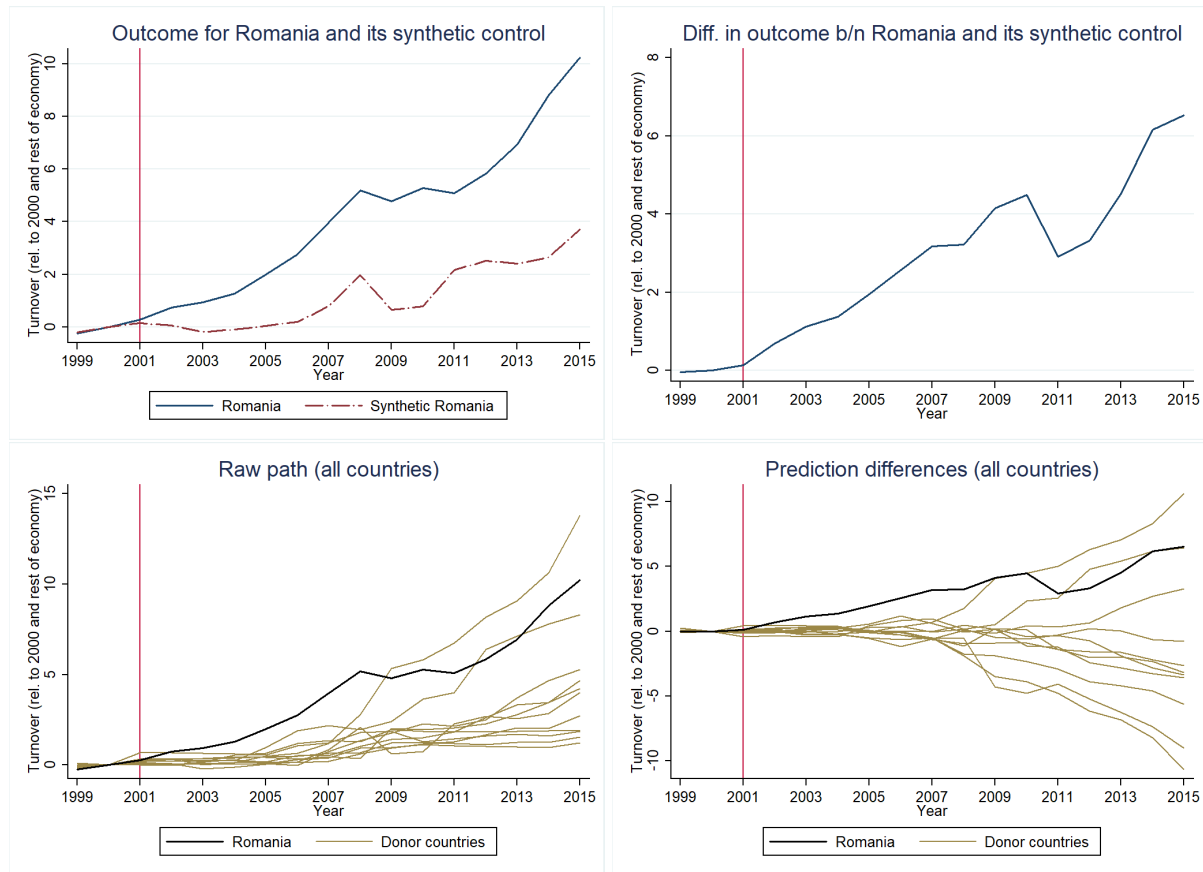 Outcome for Romania and its synthetic control
Turnover (rel. to 2000 and rest of economy)
10
8
6
4
2
0
1999 2001 2003 2005 2007 2009 2011 2013 2015
Year
Romania Synthetic Romania
Diff. in outcome b/n Romania and its synthetic control
Turnover (rel. to 2000 and rest of economy)
8
6
4
2
0
1999 2001 2003 2005 2007 2009 2011 2013 2015
Year
Raw path (all countries)
Turnover (rel. to 2000 and rest of economy)
15
10
5
0
1999 2001 2003 2005 2007 2009 2011 2013 2015
Year
Romania Donor countries
Prediction differences (all countries)
Turnover (rel. to 2000 and rest of economy)
10
5
0
-5
-10
1999 2001 2003 2005 2007 2009 2011 2013 2015
Year
Romania Donor countries